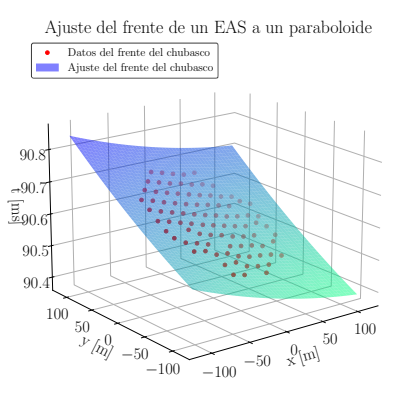 Ajuste del frente de un EAS a un paraboloide
Datos del frente del chubasco
Ajuste del frente del chubasco
90.8
90.7
90.6
90.5
90.4
t [ms]
100
50
0
−50
−100
y [m]
−100
−50
0
50
100
x [m]